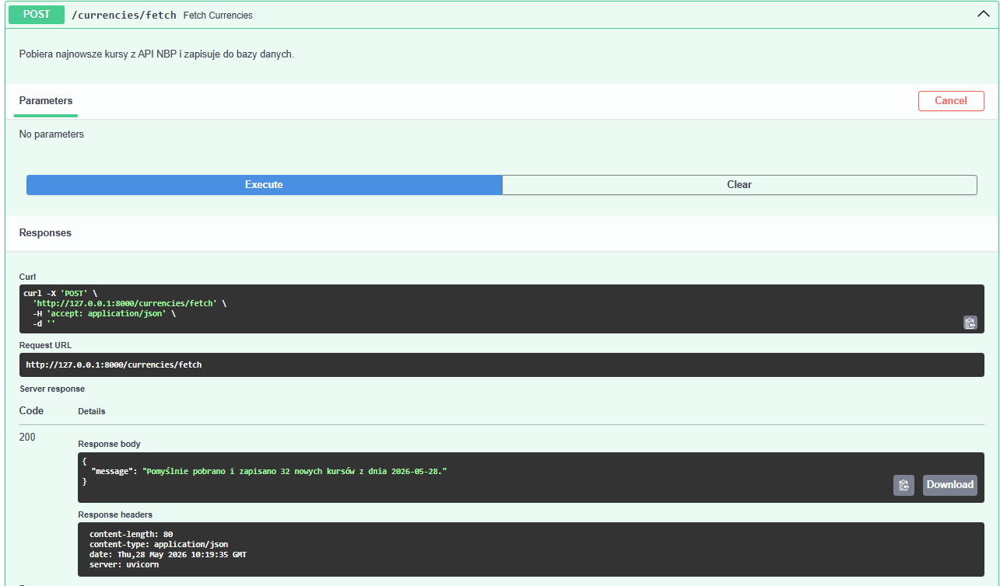 POST /currencies/fetch Fetch Currencies
Pobiera najnowsze kursy z API NBP i zapisuje do bazy danych.
Parameters
Cancel
No parameters
Execute
Clear
Responses
Curl
curl -X 'POST' \
  'http://127.0.0.1:8000/currencies/fetch' \
  -H 'accept: application/json' \
  -d ''
Request URL
http://127.0.0.1:8000/currencies/fetch
Server response
Code Details
200
Response body
{
  "message": "Pomyślnie pobrano i zapisano 32 nowych kursów z dnia 2026-05-28."
}
Download
Response headers
content-length: 80
content-type: application/json
date: Thu,28 May 2026 10:19:35 GMT
server: uvicorn